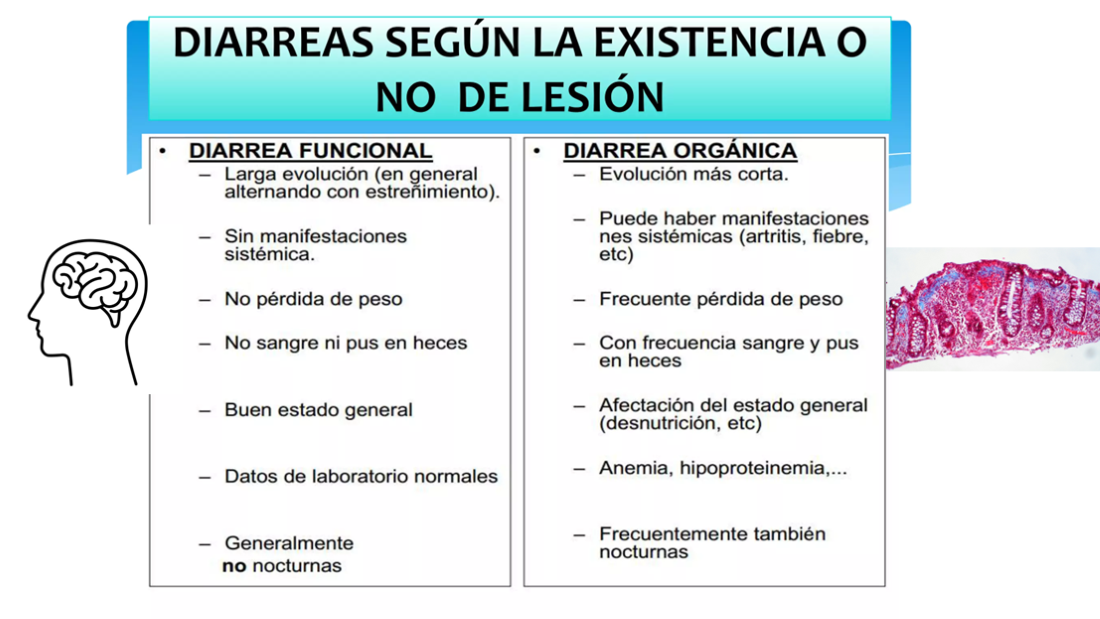 DIARREAS SEGÚN LA EXISTENCIA O
NO DE LESIÓN
• DIARREA FUNCIONAL
– Larga evolución (en general
alternando con estreñimiento).
– Sin manifestaciones
sistémica.
– No pérdida de peso
– No sangre ni pus en heces
– Buen estado general
– Datos de laboratorio normales
– Generalmente
no nocturnas
• DIARREA ORGÁNICA
– Evolución más corta.
– Puede haber manifestaciones
nes sistémicas (artritis, fiebre,
etc)
– Frecuente pérdida de peso
– Con frecuencia sangre y pus
en heces
– Afectación del estado general
(desnutrición, etc)
– Anemia, hipoproteinemia,...
– Frecuentemente también
nocturnas